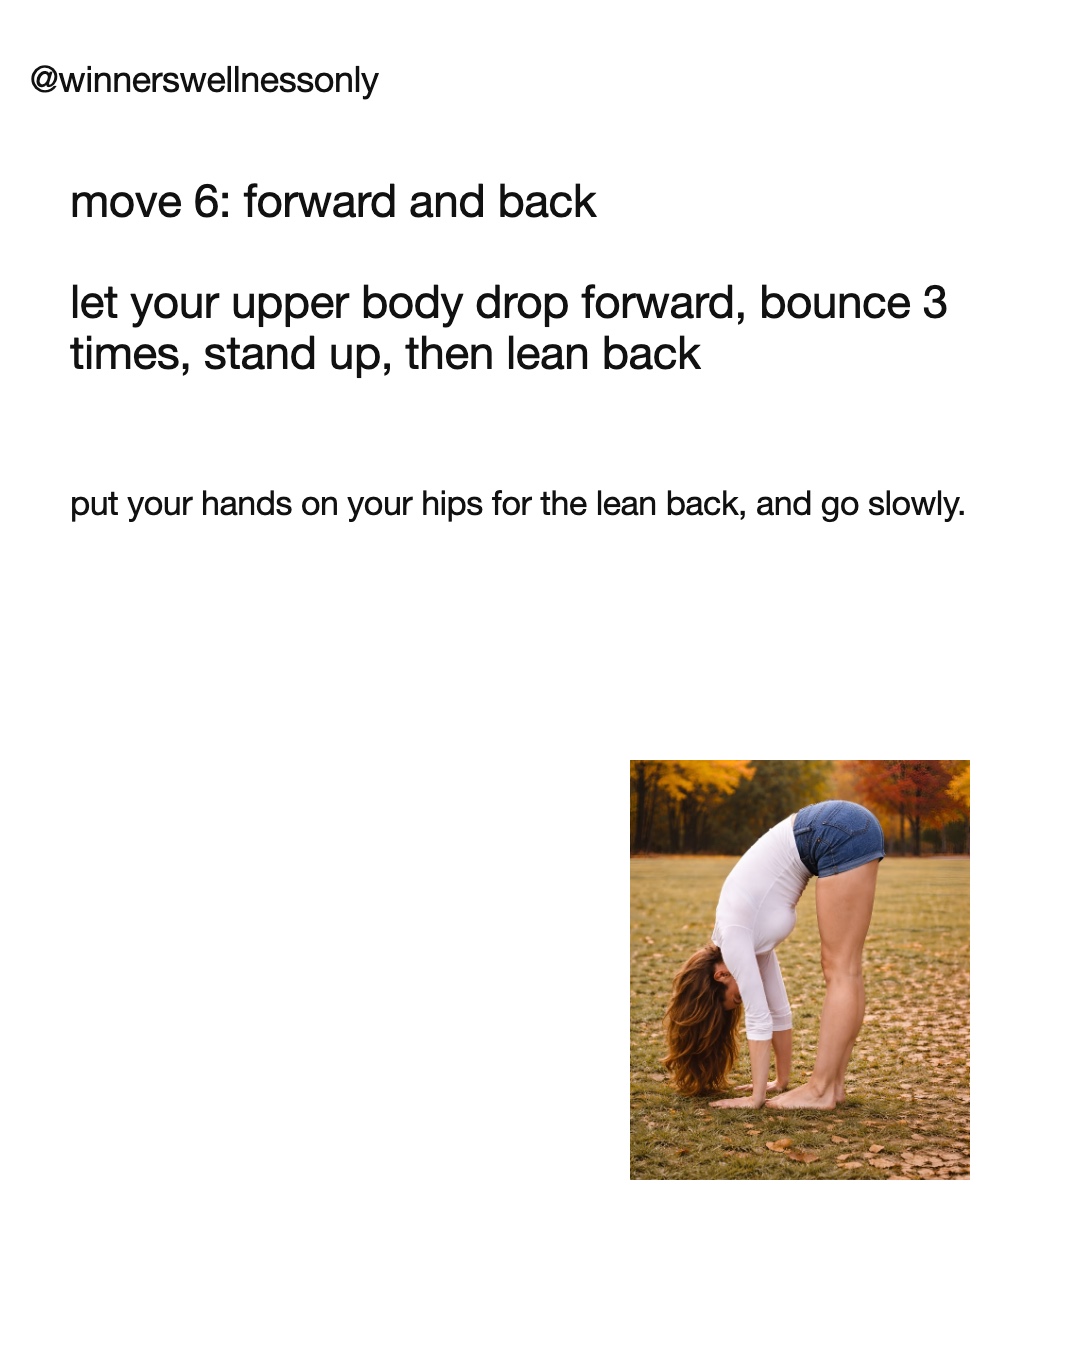 @winnerswellnessonly
move 6: forward and back
let your upper body drop forward, bounce 3
times, stand up, then lean back
put your hands on your hips for the lean back, and go slowly.